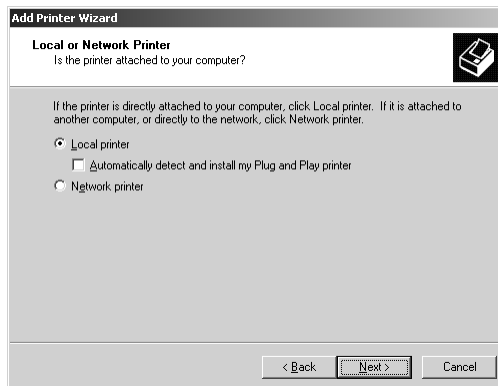 Add Printer Wizard
Local or Network Printer
Is the printer attached to your computer?
If the printer is directly attached to your computer, click Local printer. If it is attached to
another computer, or directly to the network, click Network printer.
Local printer
Automatically detect and install my Plug and Play printer
Network printer
< Back
Next >
Cancel